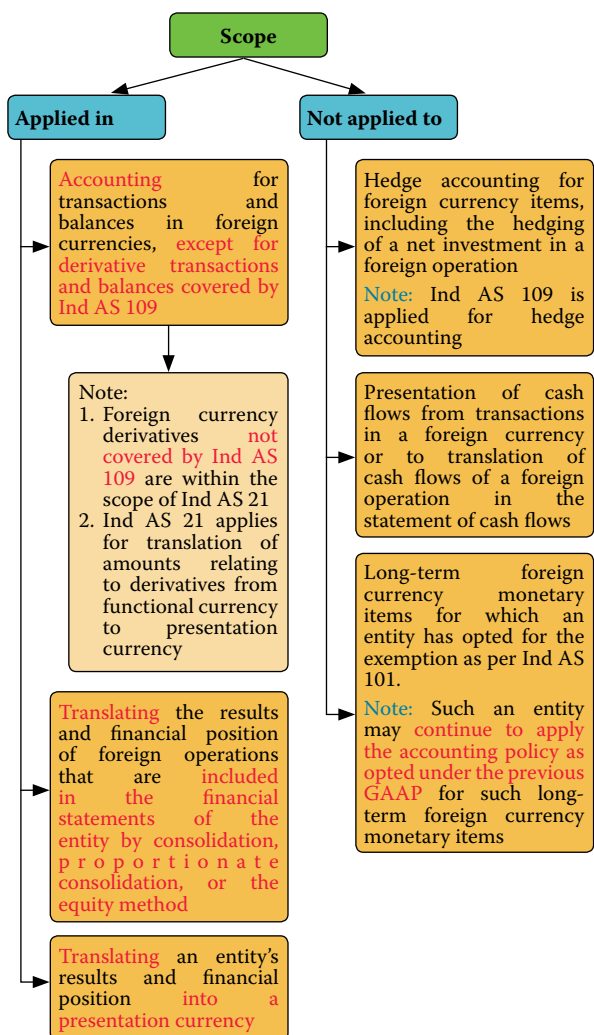 Scope
Applied in
Accounting for
transactions and
balances in foreign
currencies, except for
derivative transactions
and balances covered by
Ind AS 109
Note:
1. Foreign currency
derivatives not
covered by Ind AS
109 are within the
scope of Ind AS 21
2. Ind AS 21 applies
for translation of
amounts relating
to derivatives from
functional currency
to presentation
currency
Translating the results
and financial position
of foreign operations
that are included
in the financial
statements of the
entity by consolidation,
proportionate
consolidation, or the
equity method
Translating an entity's
results and financial
position into a
presentation currency
Not applied to
Hedge accounting for
foreign currency items,
including the hedging
of a net investment in a
foreign operation
Note: Ind AS 109 is
applied for hedge
accounting
Presentation of cash
flows from transactions
in a foreign currency
or to translation of
cash flows of a foreign
operation in the
statement of cash flows
Long-term foreign
currency monetary
items for which an
entity has opted for the
exemption as per Ind AS
101.
Note: Such an entity
may continue to apply
the accounting policy as
opted under the previous
GAAP for such long-
term foreign currency
monetary items